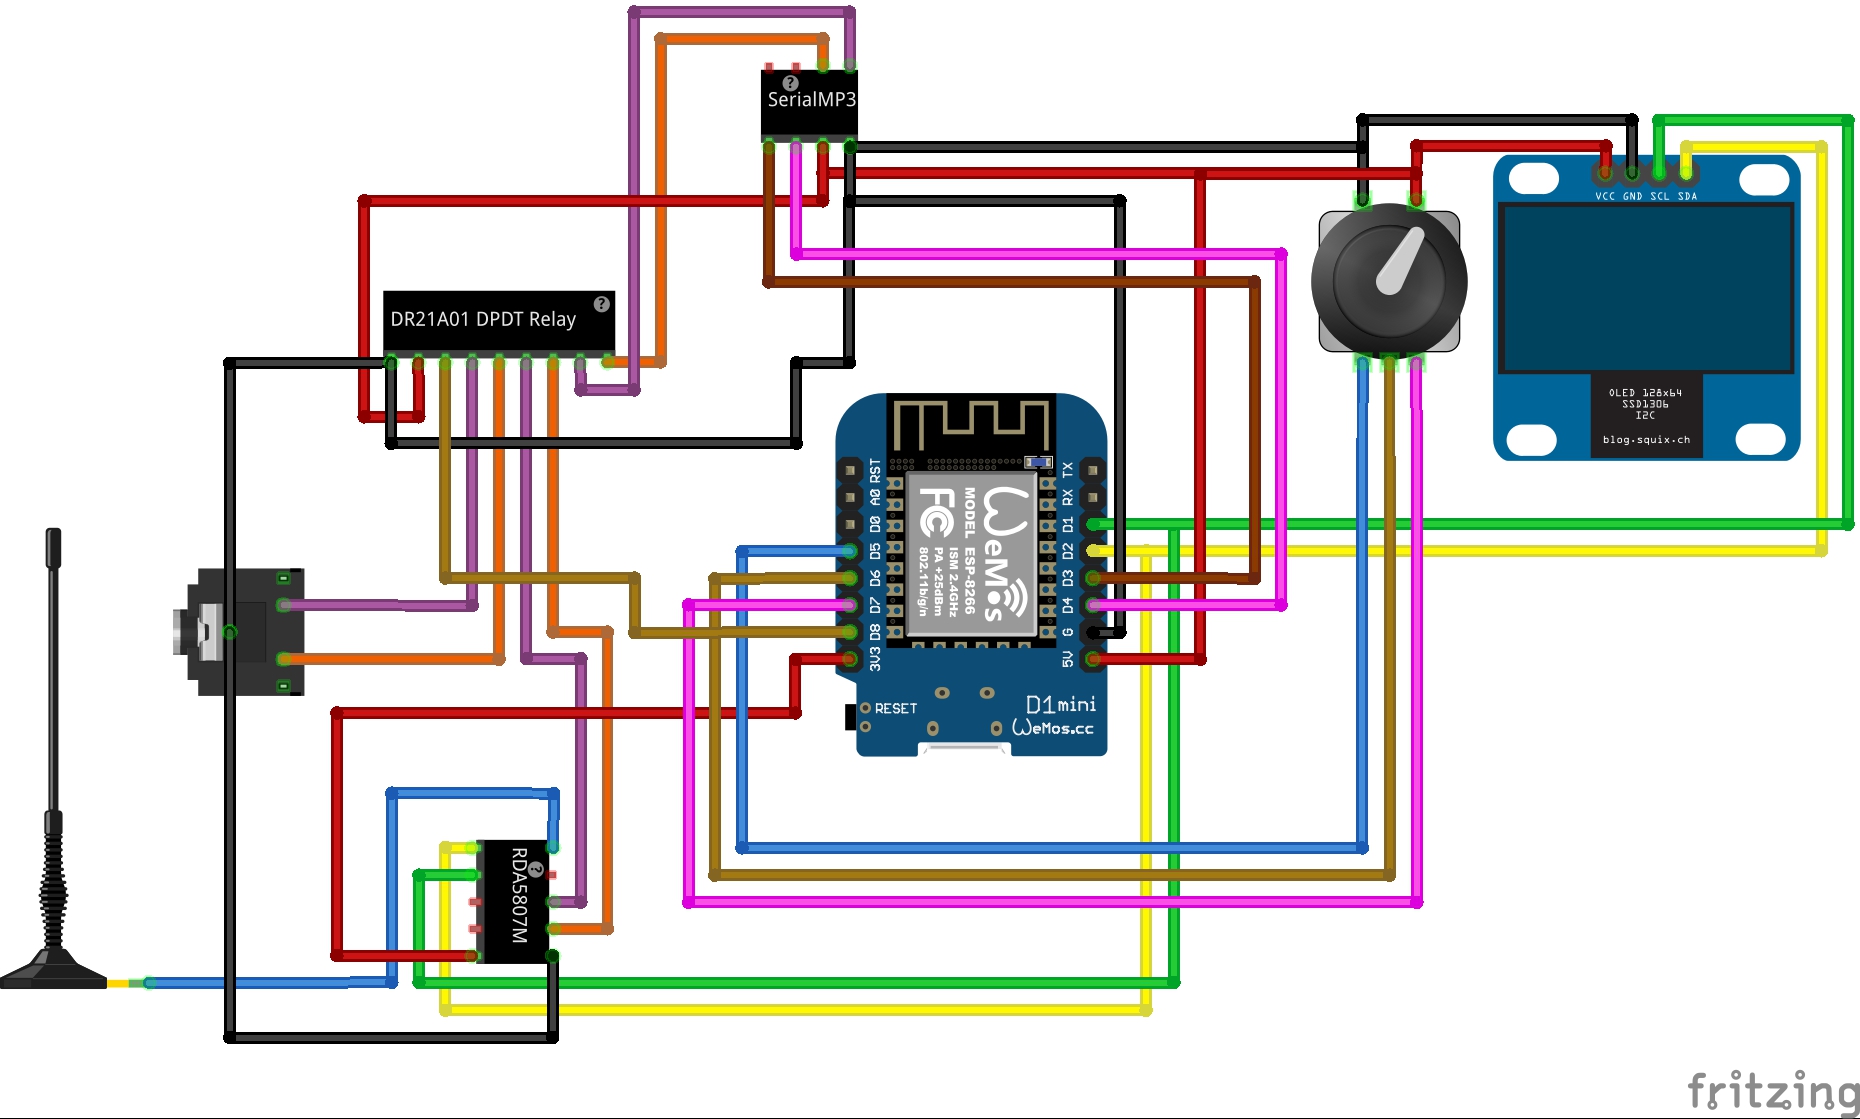 ?
SerialMP3
VCC GND SCL SDA
?
DR21A01 DPDT Relay
OLED 128x64
SSD1306
I2C
blog.squix.ch
RST
A0
D0
D5
D6
D7
D8
3V3
TX
RX
D1
D2
D3
D4
G
5V
WeMos
MODEL ESP-8266
ISM 2.4GHz
PA +25dBm
802.11b/g/n
FC
RESET
D1mini
WeMos.cc
?
RDA5807M
fritzing